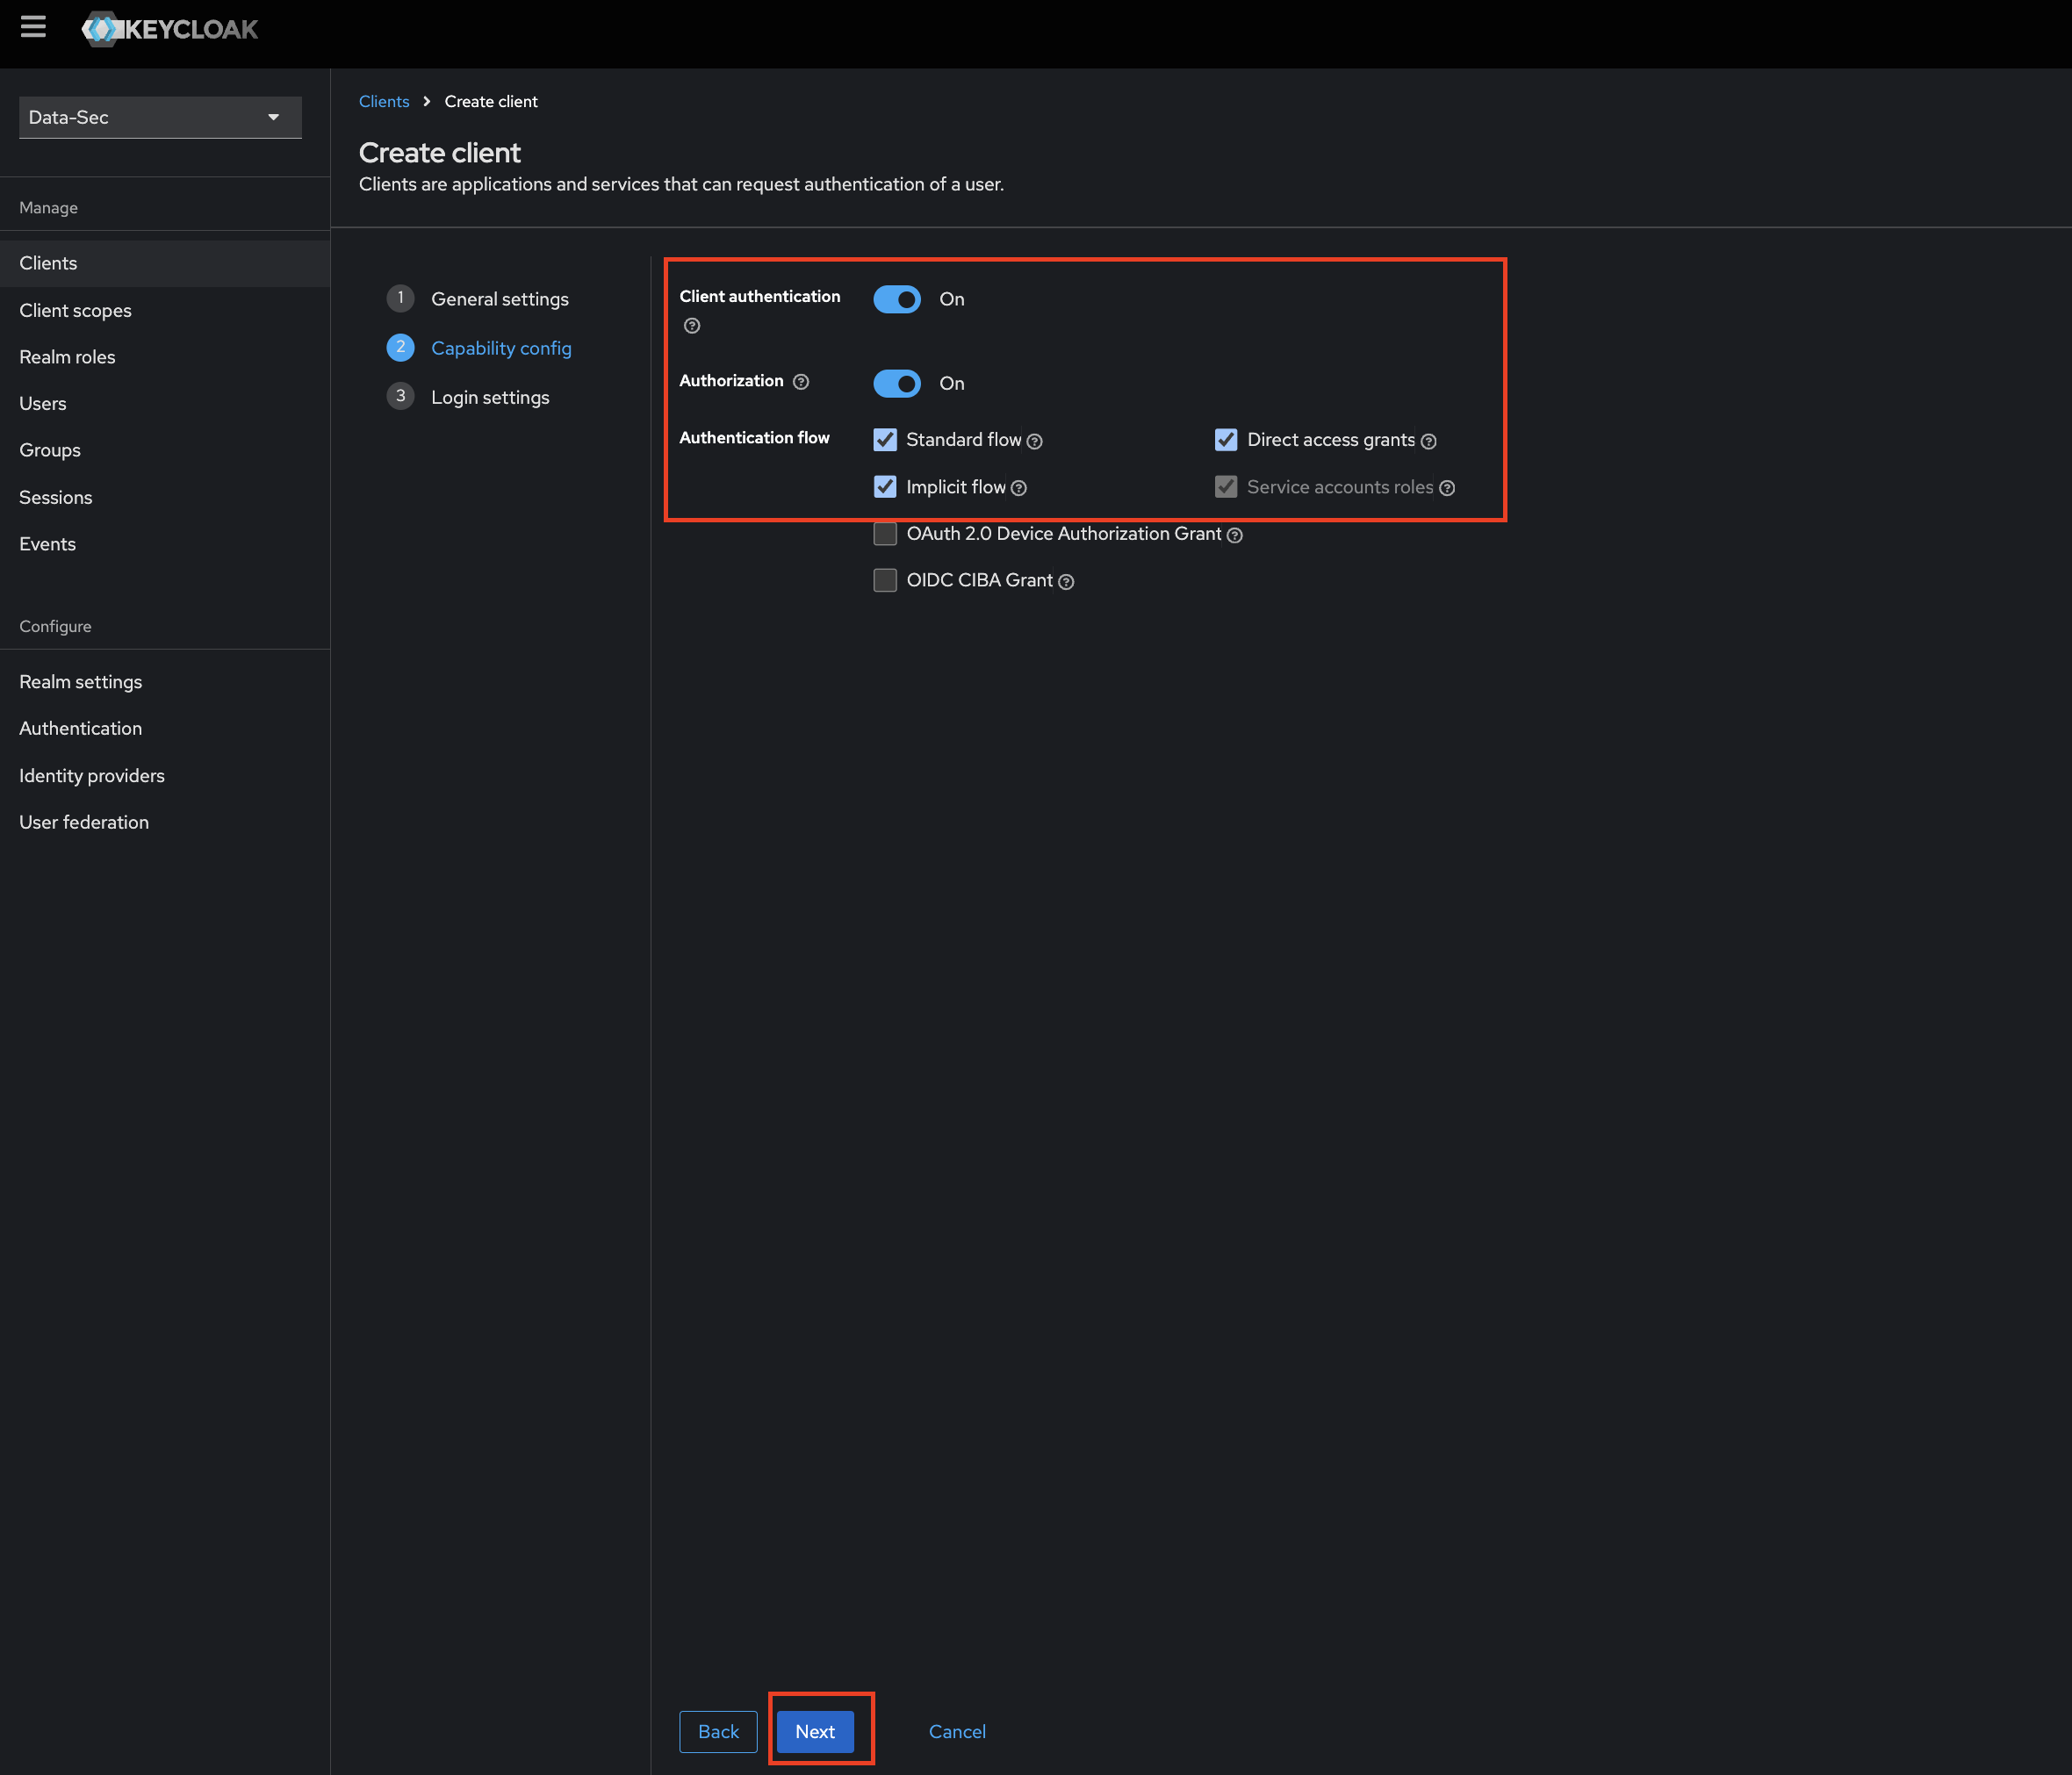 KEYCLOAK
Data-Sec
Manage
Clients
Client scopes
Realm roles
Users
Groups
Sessions
Events
Configure
Realm settings
Authentication
Identity providers
User federation
Clients > Create client
Create client
Clients are applications and services that can request authentication of a user.
1 General settings
2 Capability config
3 Login settings
Client authentication On
Authorization On
Authentication flow Standard flow Direct access grants
Implicit flow Service accounts roles
OAuth 2.0 Device Authorization Grant
OIDC CIBA Grant
Back Next Cancel